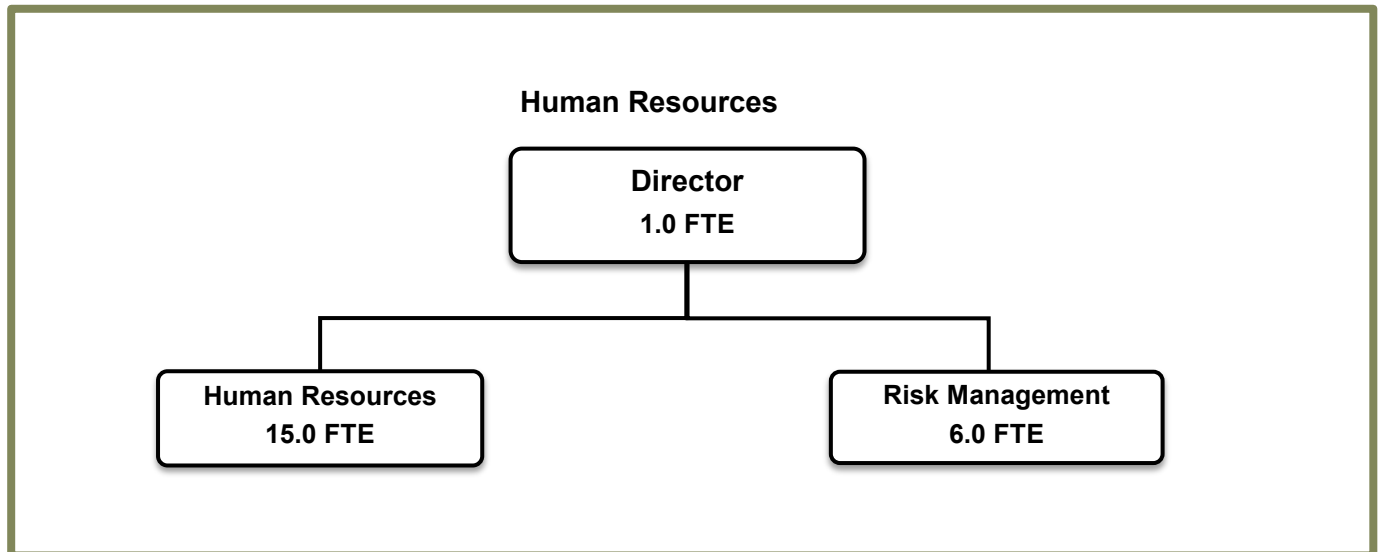 Human Resources
Director
1.0 FTE
Human Resources
15.0 FTE
Risk Management
6.0 FTE